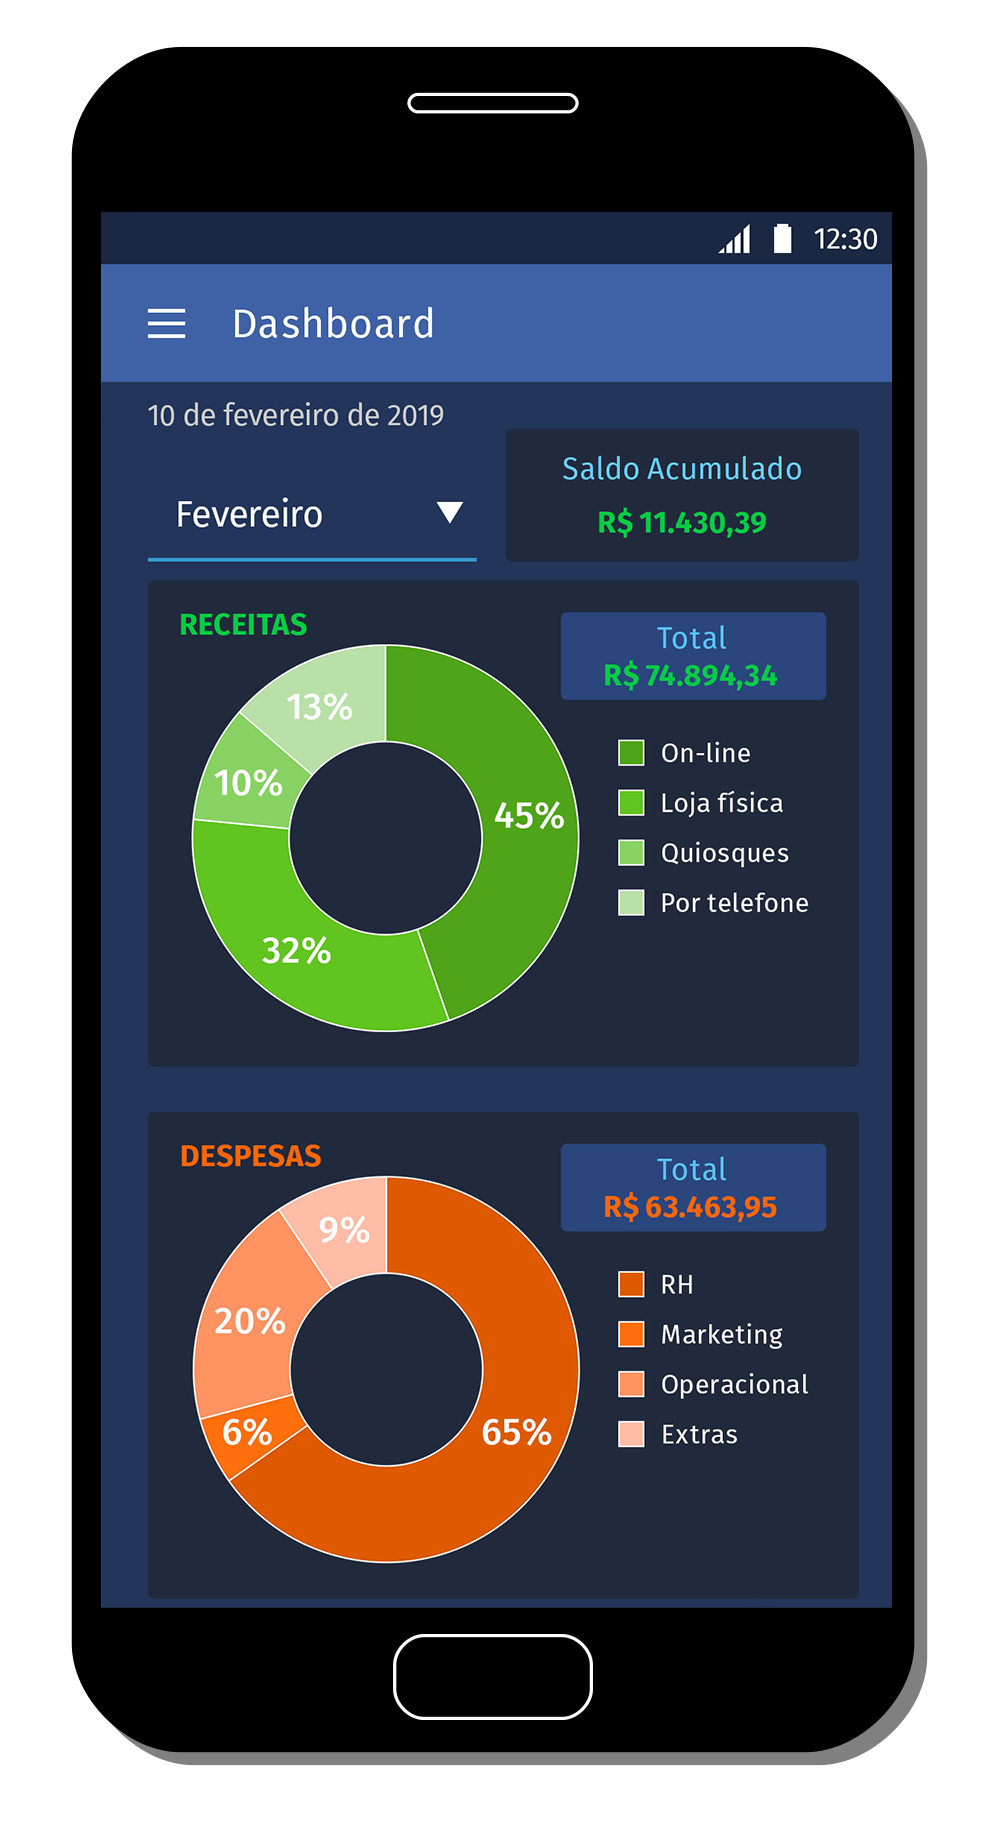 12:30
Dashboard
10 de fevereiro de 2019
Fevereiro
Saldo Acumulado
R$ 11.430,39
RECEITAS
Total
R$ 74.894,34
13%
10%
45%
32%
On-line
Loja física
Quiosques
Por telefone
DESPESAS
Total
R$ 63.463,95
9%
20%
6%
65%
RH
Marketing
Operacional
Extras